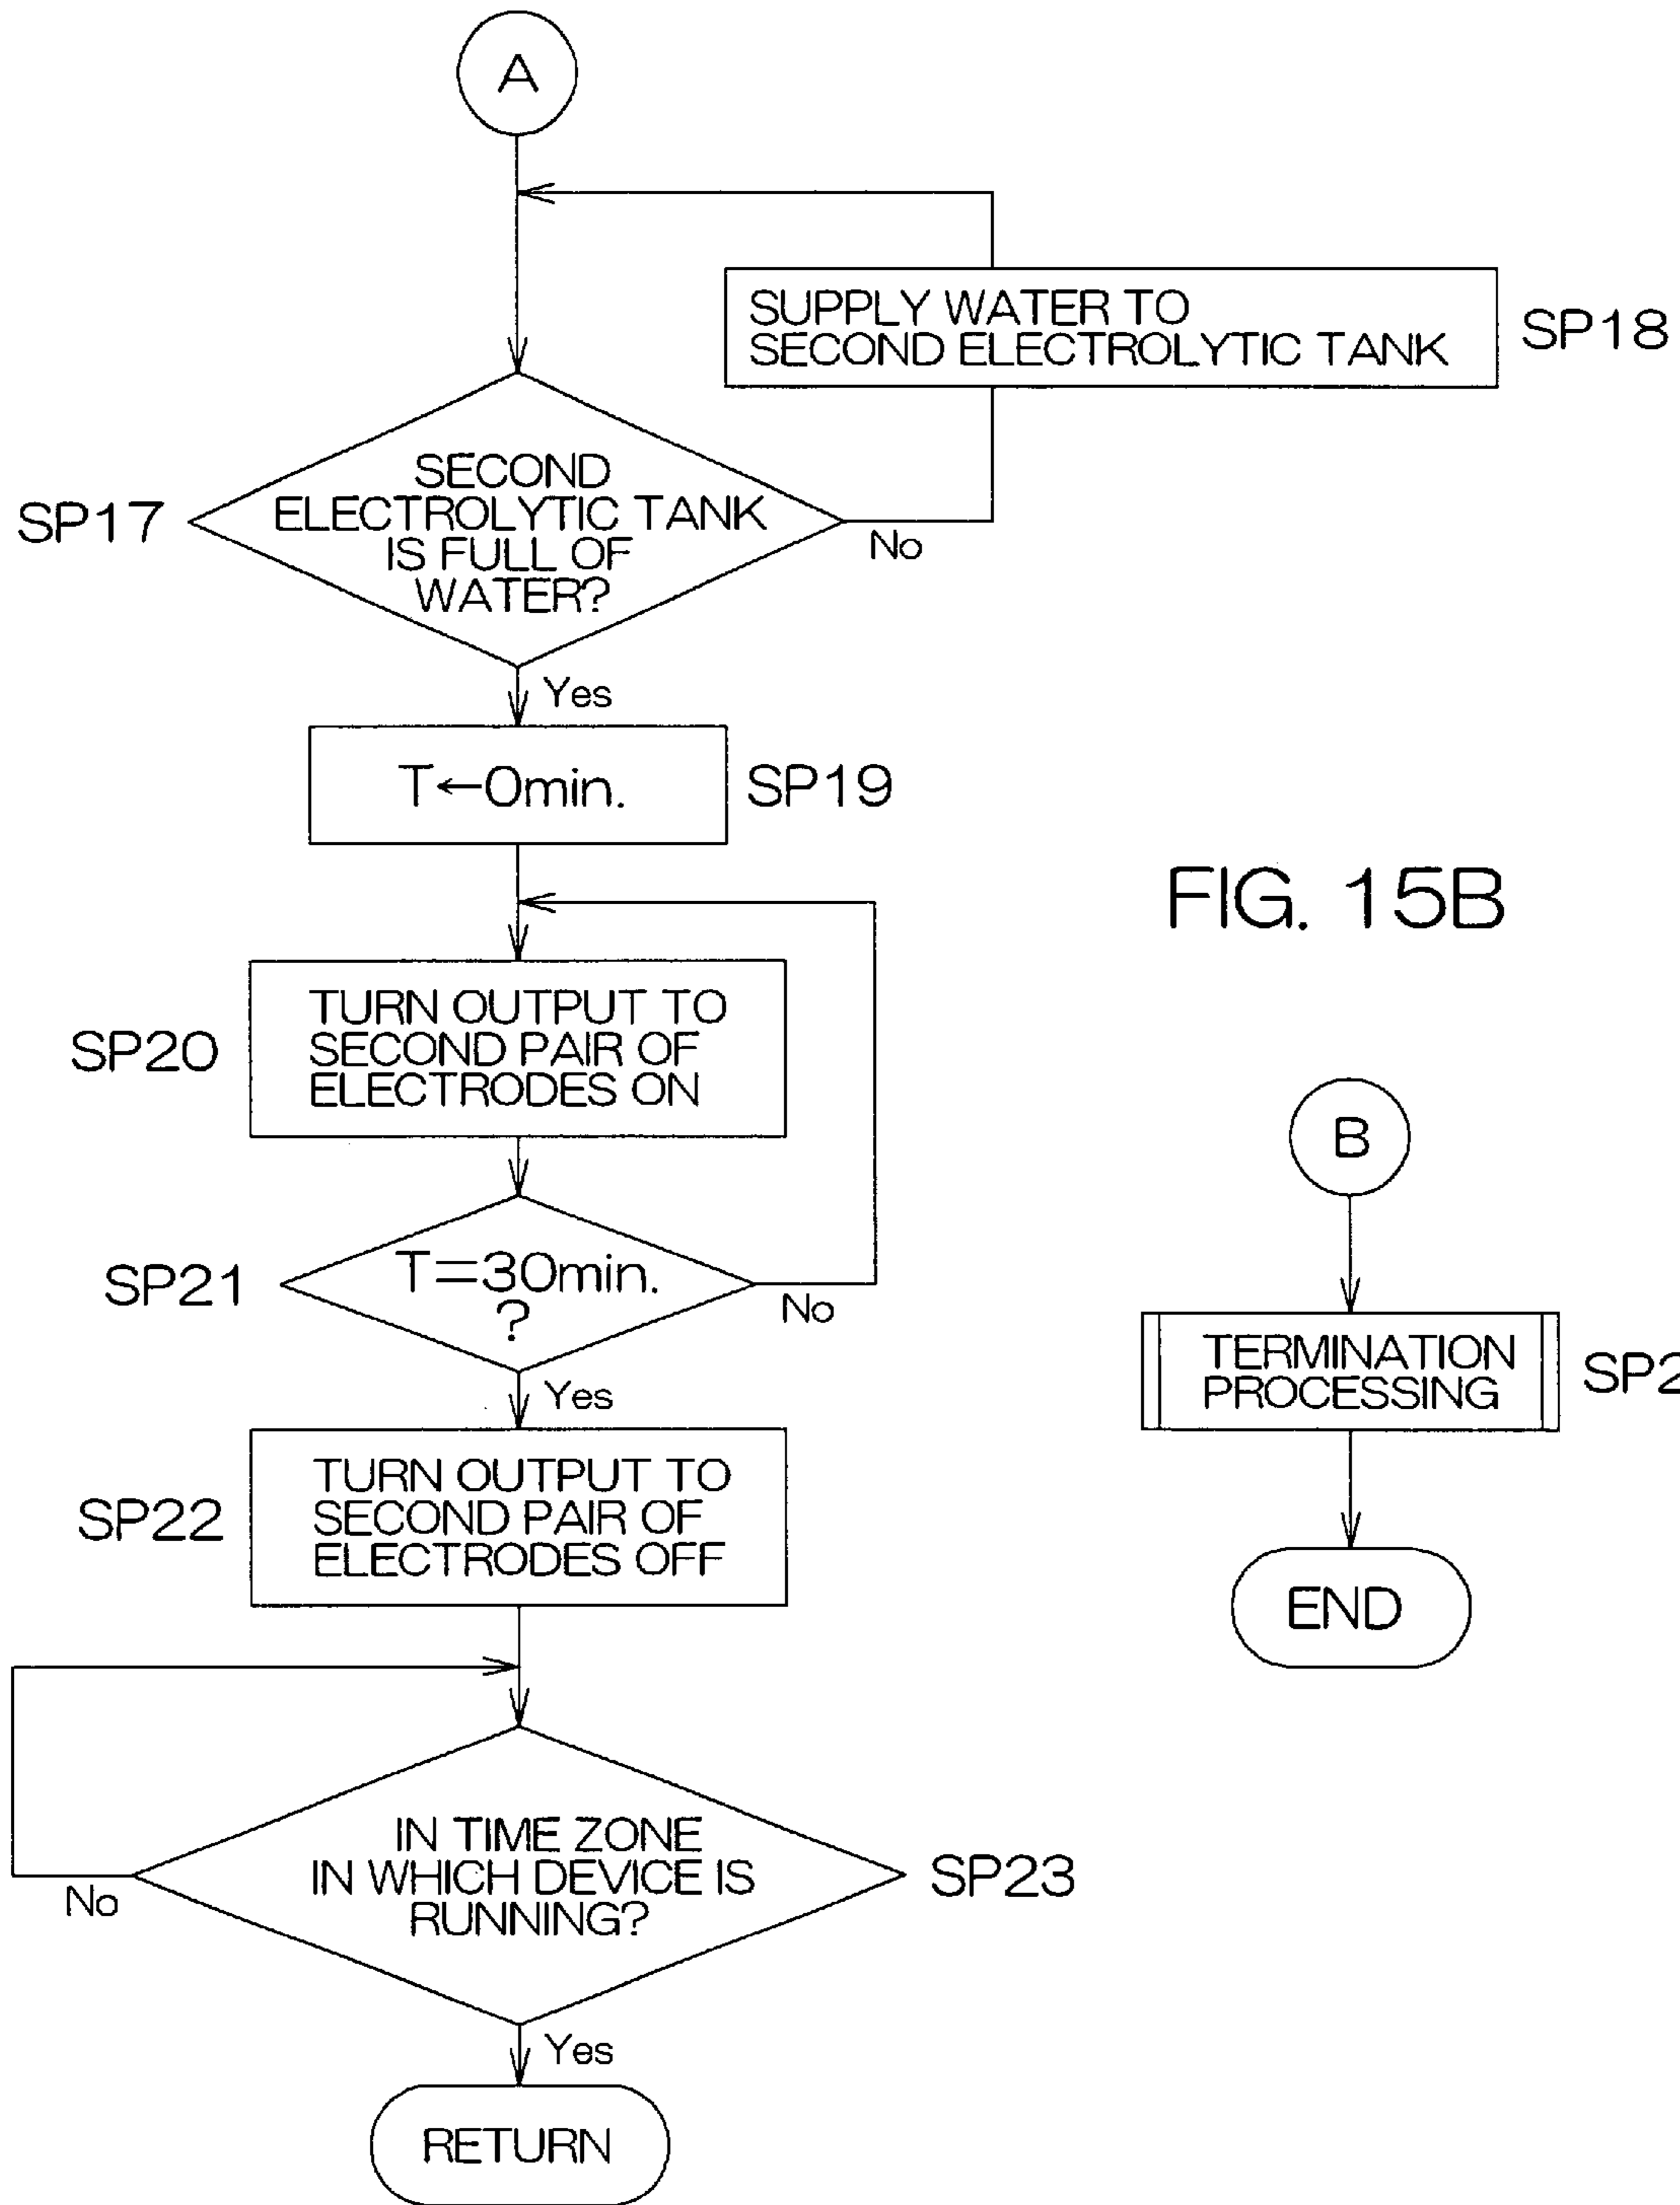 A
SUPPLY WATER TO
SECOND ELECTROLYTIC TANK
SP18
SP17
SECOND
ELECTROLYTIC TANK
IS FULL OF
WATER?
No
Yes
T←0min.
SP19
FIG. 15B
SP20
TURN OUTPUT TO
SECOND PAIR OF
ELECTRODES ON
SP21
T=30min.
?
No
Yes
SP22
TURN OUTPUT TO
SECOND PAIR OF
ELECTRODES OFF
IN TIME ZONE
IN WHICH DEVICE IS
RUNNING?
SP23
No
Yes
RETURN
B
TERMINATION
PROCESSING
END